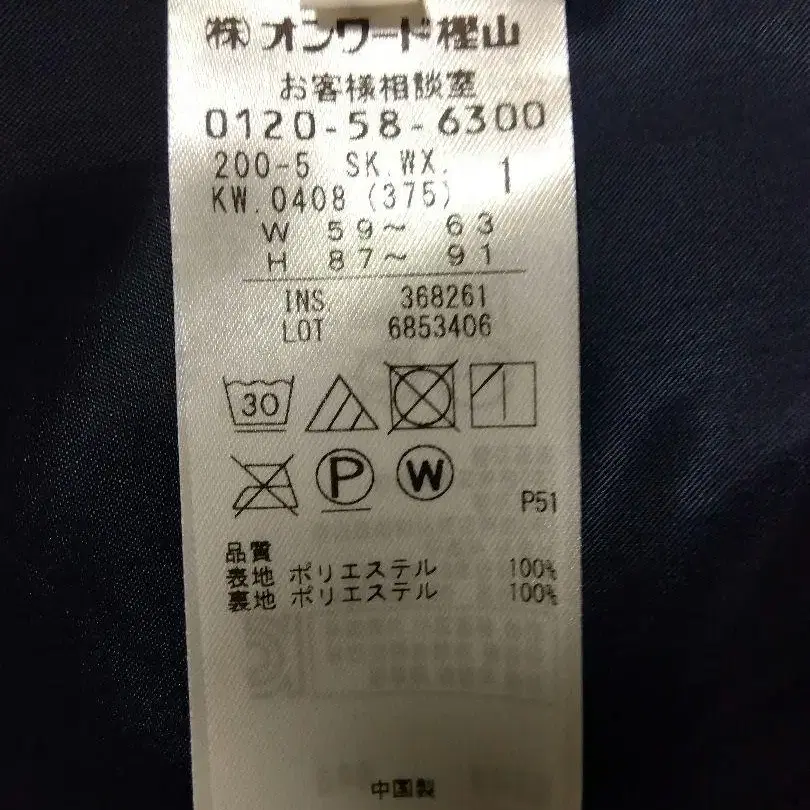 ㈱オンワード樫山
お客様相談室
0120-58-6300
200-5 SK.WX. 1
KW.0408 (375)
W 59～ 63
H 87～ 91
INS 368261
LOT 6853406
30
P W
P51
品質
表地 ポリエステル 100%
裏地 ポリエステル 100%
中国製